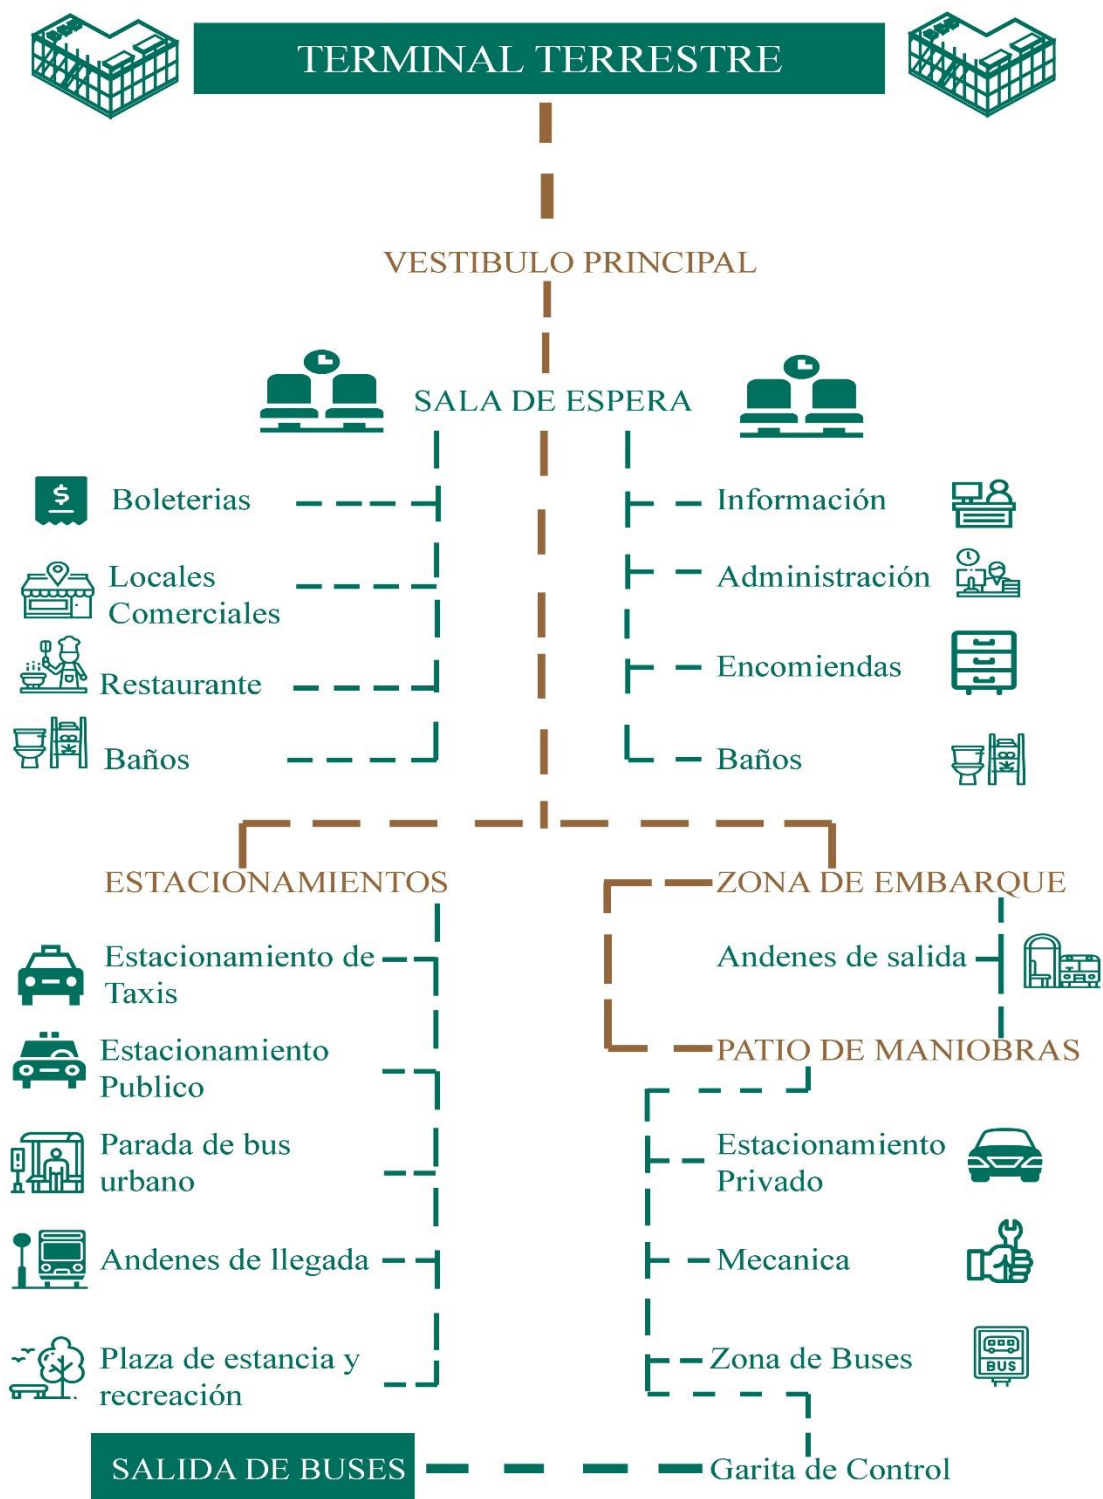 TERMINAL TERRESTRE
VESTIBULO PRINCIPAL
SALA DE ESPERA
$
Boleterias
Locales
Comerciales
Restaurante
Baños
Información
Administración
Encomiendas
Baños
ESTACIONAMIENTOS
Estacionamiento de
Taxis
Estacionamiento
Publico
Parada de bus
urbano
Andenes de llegada
Plaza de estancia y
recreación
ZONA DE EMBARQUE
Andenes de salida
PATIO DE MANIOBRAS
Estacionamiento
Privado
Mecanica
Zona de Buses
BUS
Garita de Control
SALIDA DE BUSES